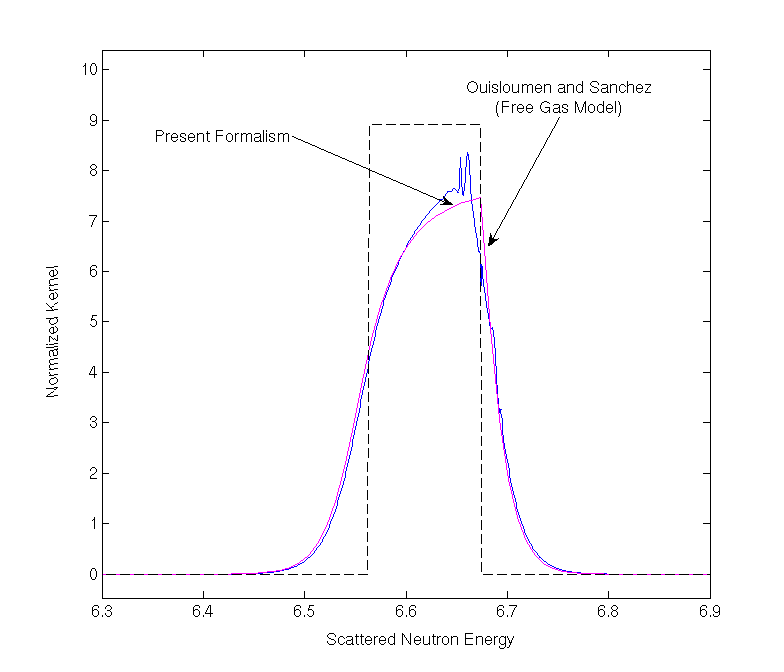 10
9
8
7
6
5
4
3
2
1
0
Normalized Kernel
Ouisloumen and Sanchez
(Free Gas Model)
Present Formalism
6.3 6.4 6.5 6.6 6.7 6.8 6.9
Scattered Neutron Energy